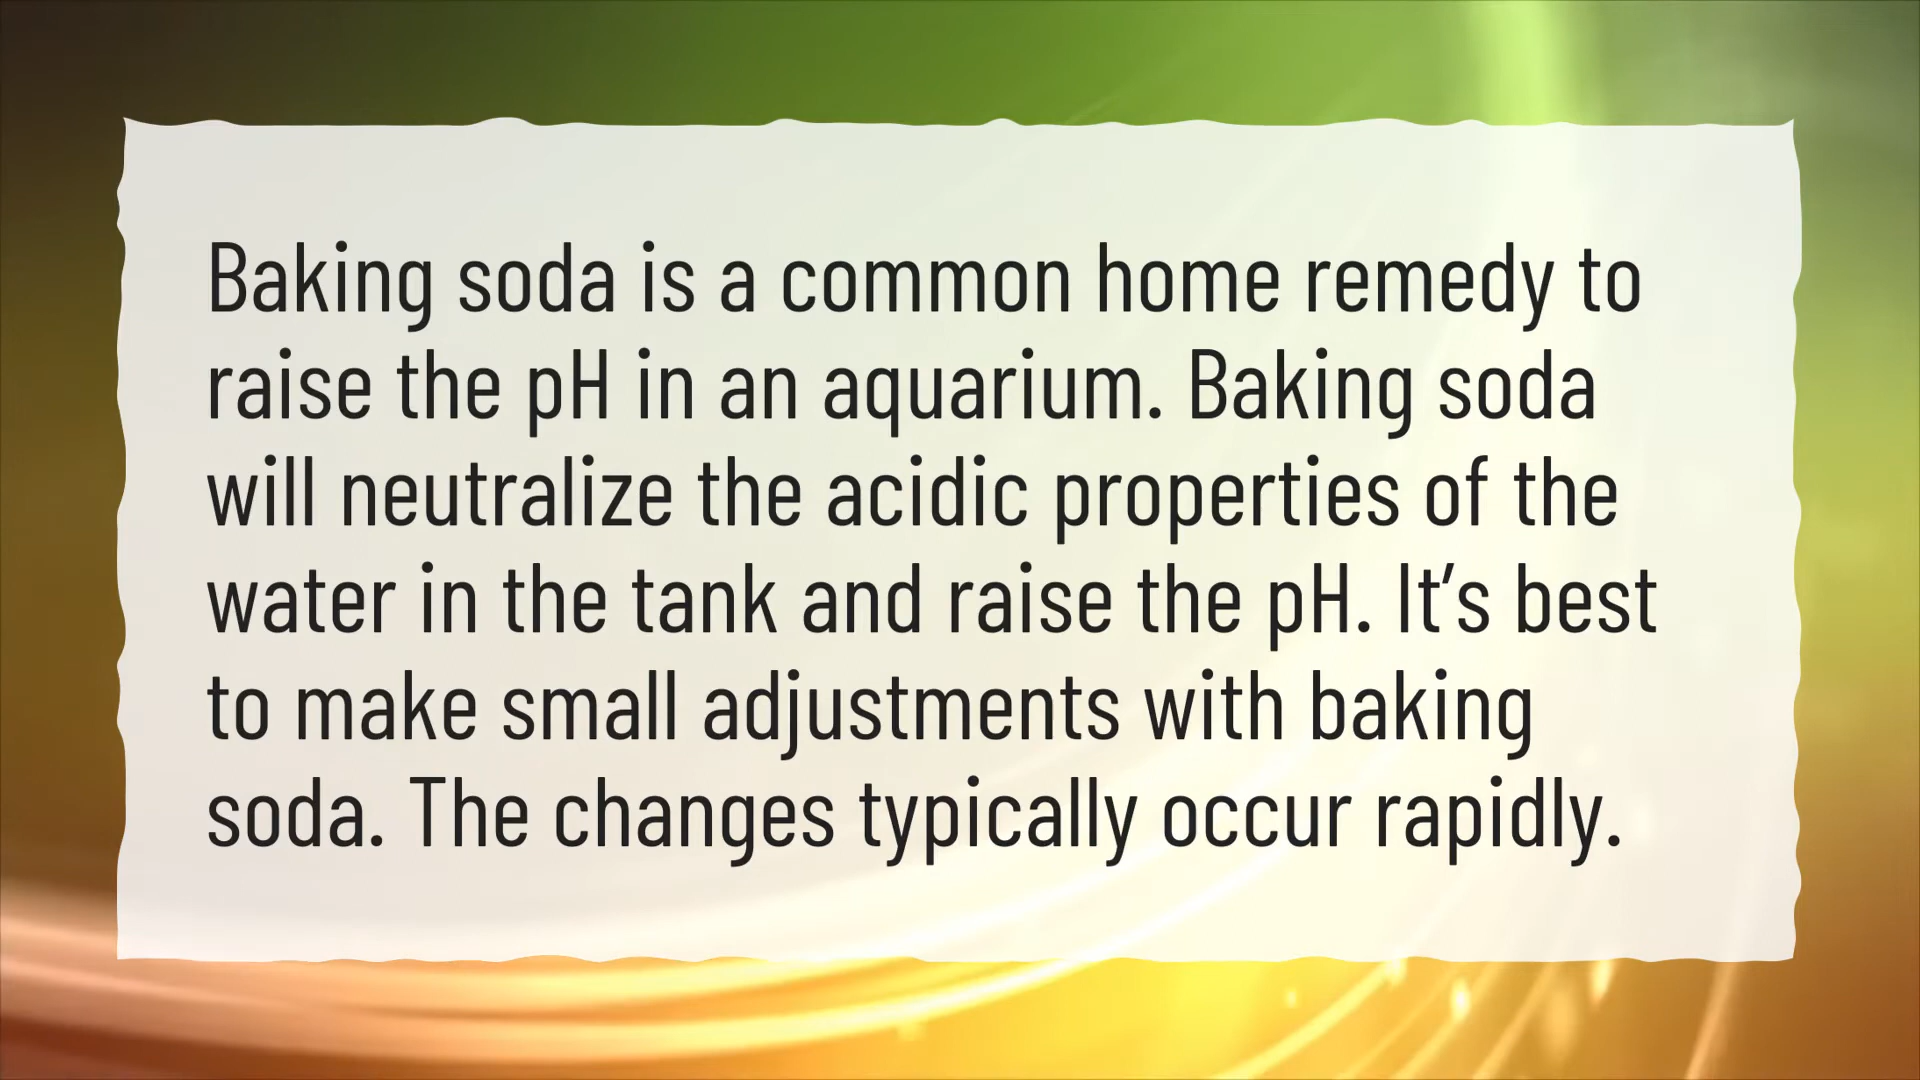 Baking soda is a common home remedy to
raise the pH in an aquarium. Baking soda
will neutralize the acidic properties of the
water in the tank and raise the pH. It’s best
to make small adjustments with baking
soda. The changes typically occur rapidly.